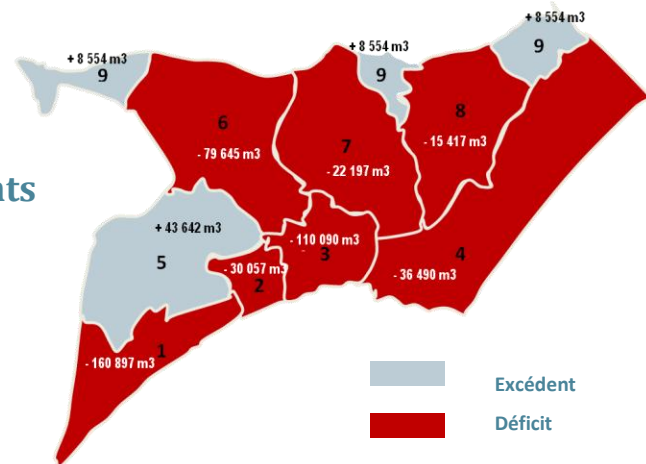 + 8 554 m3
9
+ 8 554 m3
9
+ 8 554 m3
9
6
- 79 645 m3
7
- 22 197 m3
8
- 15 417 m3
+ 43 642 m3
5
- 30 057 m3
2
- 110 090 m3
3
4
- 36 490 m3
1
- 160 897 m3
Excédent
Déficit